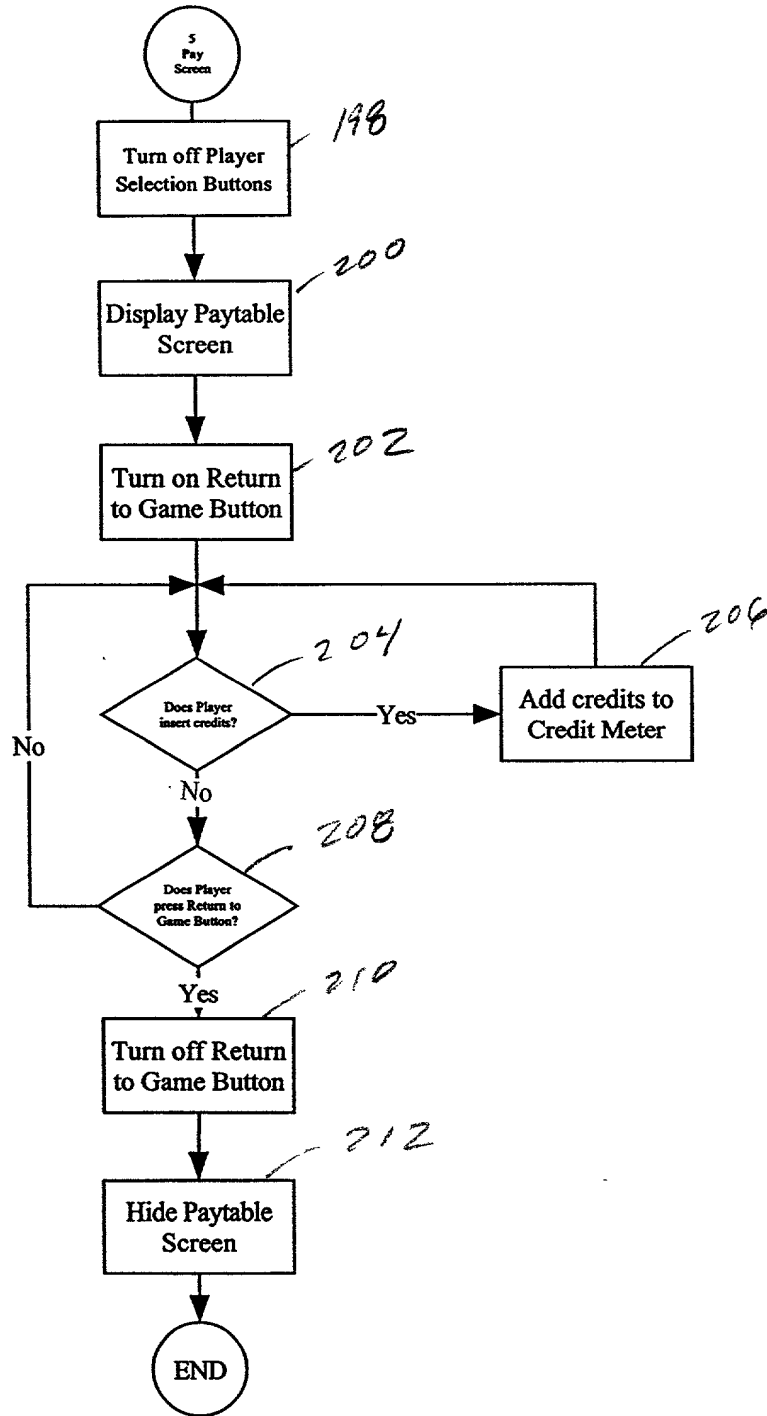 5
Pay
Screen
198
Turn off Player
Selection Buttons
200
Display Paytable
Screen
202
Turn on Return
to Game Button
204
206
Does Player
insert credits?
Yes
Add credits to
Credit Meter
No
No
208
Does Player
press Return to
Game Button?
Yes
210
Turn off Return
to Game Button
212
Hide Paytable
Screen
END